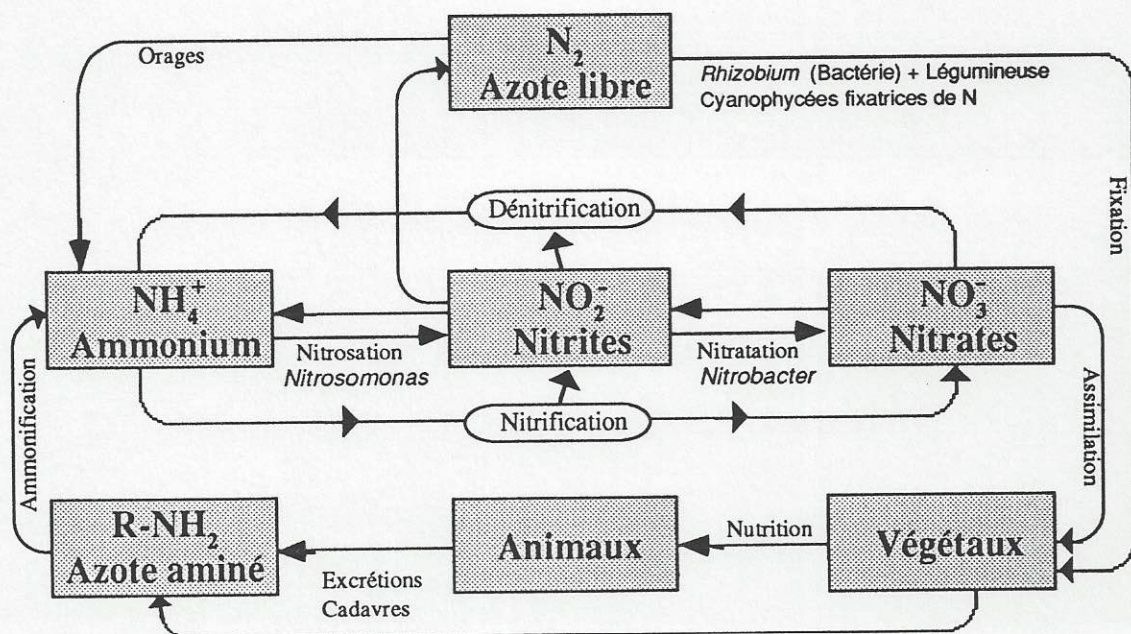 N₂
Azote libre
Orages
Rhizobium (Bactérie) + Légumineuse
Cyanophycées fixatrices de N
Fixation
Dénitrification
NH₄⁺
Ammonium
NO₂⁻
Nitrites
NO₃⁻
Nitrates
Nitrosation
Nitrosomonas
Nitratation
Nitrobacter
Nitrification
Ammonification
Assimilation
R-NH₂
Azote aminé
Animaux
Végétaux
Nutrition
Excrétions
Cadavres